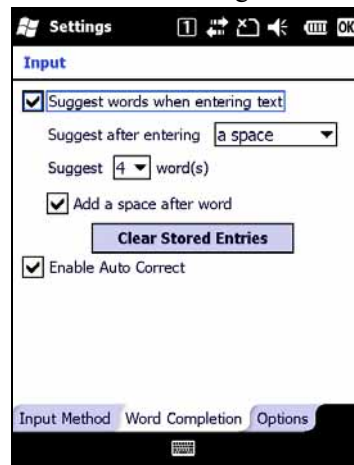 Settings 1 OK
Input
Suggest words when entering text
Suggest after entering a space
Suggest 4 word(s)
Add a space after word
Clear Stored Entries
Enable Auto Correct
Input Method Word Completion Options